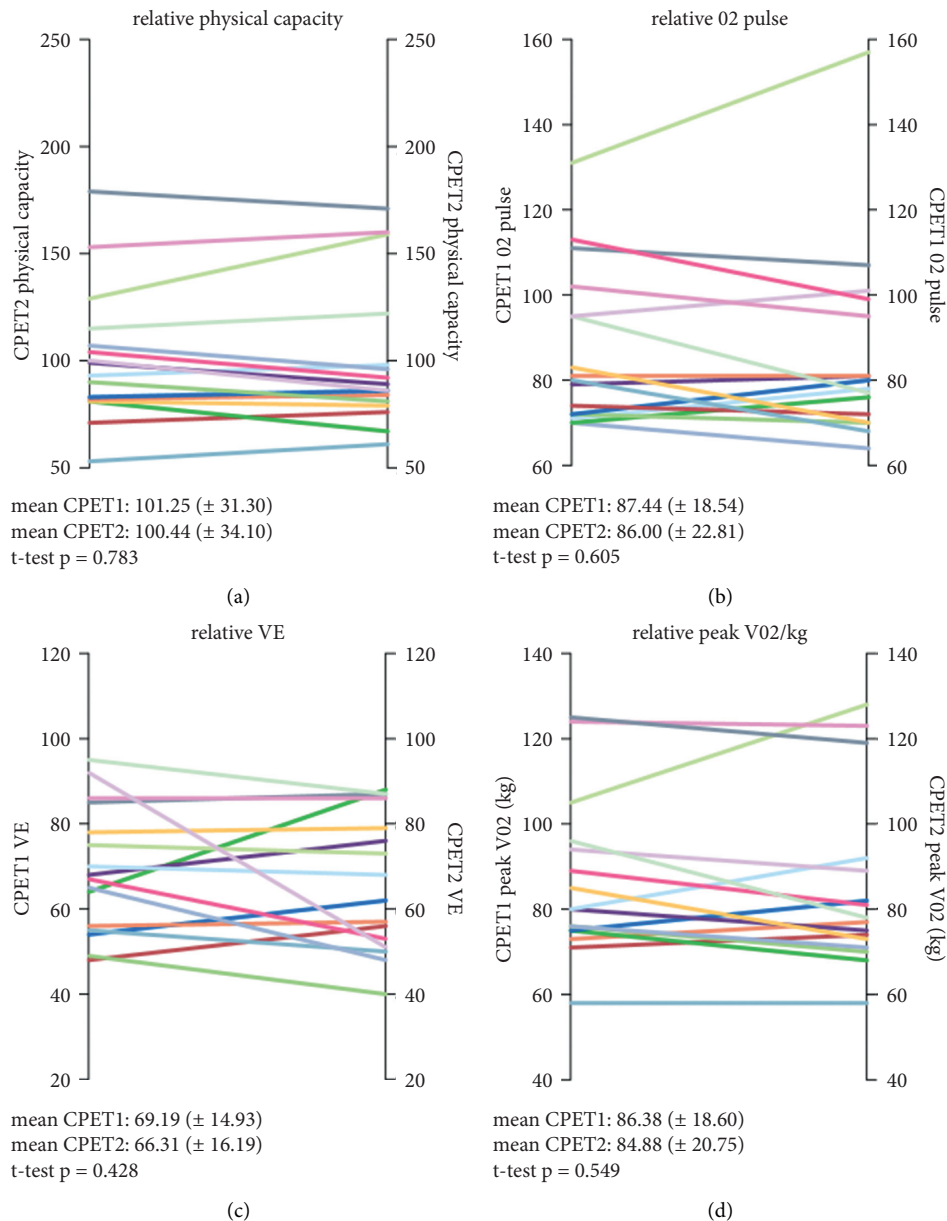 relative physical capacity
250
200
150
100
50
CPET2 physical capacity
250
200
150
100
50
CPET2 physical capacity
mean CPET1: 101.25 (± 31.30)
mean CPET2: 100.44 (± 34.10)
t-test p = 0.783
(a)
relative 02 pulse
160
140
120
100
80
60
CPET1 02 pulse
160
140
120
100
80
60
CPET1 02 pulse
mean CPET1: 87.44 (± 18.54)
mean CPET2: 86.00 (± 22.81)
t-test p = 0.605
(b)
relative VE
120
100
80
60
40
20
CPET1 VE
120
100
80
60
40
20
CPET2 VE
mean CPET1: 69.19 (± 14.93)
mean CPET2: 66.31 (± 16.19)
t-test p = 0.428
(c)
relative peak V02/kg
140
120
100
80
60
40
CPET1 peak V02 (kg)
140
120
100
80
60
40
CPET2 peak V02 (kg)
mean CPET1: 86.38 (± 18.60)
mean CPET2: 84.88 (± 20.75)
t-test p = 0.549
(d)